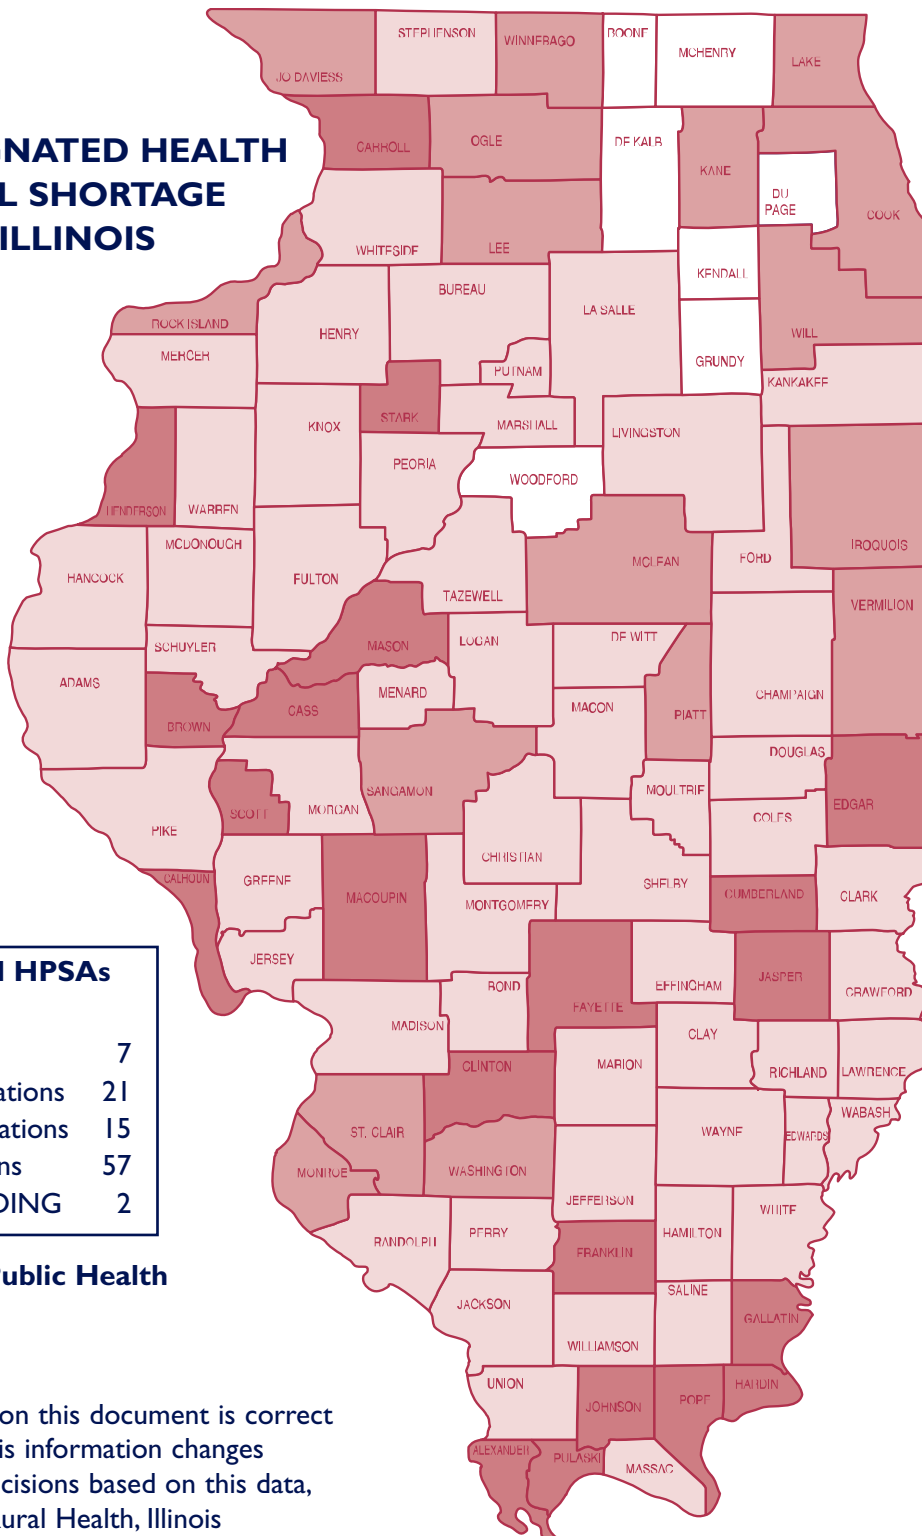 GNATED HEALTH
L SHORTAGE
ILLINOIS
STEPHENSON
WINNEBAGO
BOONE
MCHENRY
LAKE
JO DAVIESS
CARROLL
OGLE
DE KALB
KANE
DU
PAGE
COOK
WHITESIDE
LEE
KENDALL
BUREAU
LA SALLE
ROCK ISLAND
HENRY
WILL
MERCER
PUTNAM
GRUNDY
KANKAKEE
STARK
KNOX
MARSHALL
LIVINGSTON
PEORIA
WOODFORD
HENDERSON
WARREN
MCDONOUGH
IROQUOIS
HANCOCK
FULTON
MCLEAN
FORD
TAZEWELL
VERMILION
SCHUYLER
MASON
LOGAN
DE WITT
ADAMS
MENARD
CHAMPAIGN
BROWN
CASS
MACON
PIATT
DOUGLAS
SCOTT
MORGAN
SANGAMON
MOULTRIE
EDGAR
PIKE
COLES
CHRISTIAN
CALHOUN
GREENE
MACOUPIN
SHELBY
CUMBERLAND
CLARK
MONTGOMERY
JERSEY
BOND
FAYETTE
EFFINGHAM
JASPER
CRAWFORD
MADISON
CLAY
CLINTON
MARION
RICHLAND
LAWRENCE
ST. CLAIR
WAYNE
EDWARDS
WABASH
MONROE
WASHINGTON
JEFFERSON
WHITE
RANDOLPH
PERRY
HAMILTON
FRANKLIN
JACKSON
SALINE
GALLATIN
WILLIAMSON
UNION
JOHNSON
POPE
HARDIN
ALEXANDER
PULASKI
MASSAC
HPSAs
7
ations 21
ations 15
ns 57
DING 2
Public Health
on this document is correct
is information changes
cisions based on this data,
ural Health, Illinois